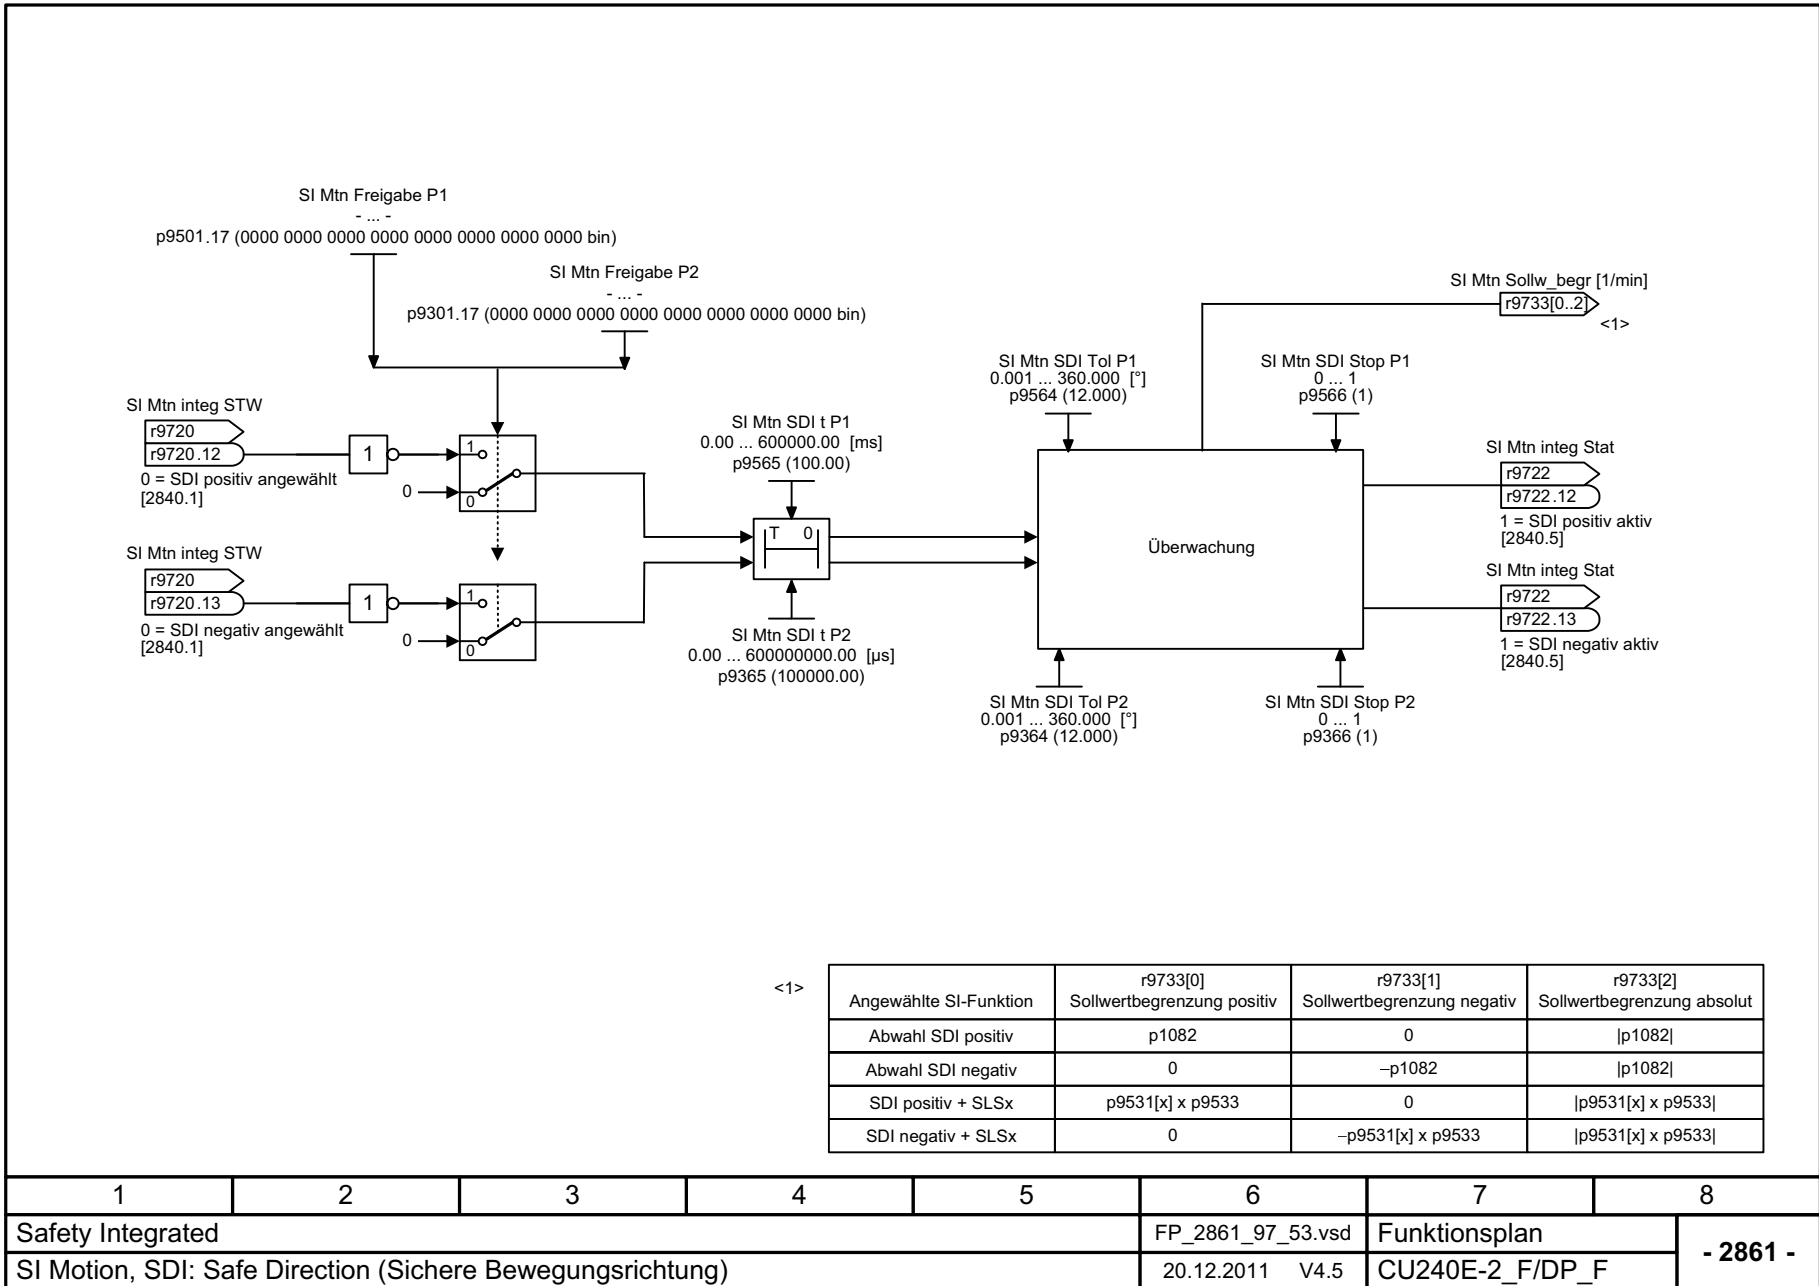 SI Mtn Freigabe P1
- ... -
p9501.17 (0000 0000 0000 0000 0000 0000 0000 0000 bin)
SI Mtn Freigabe P2
- ... -
p9301.17 (0000 0000 0000 0000 0000 0000 0000 0000 bin)
SI Mtn integ STW
r9720
r9720.12
0 = SDI positiv angewählt
[2840.1]
1
1
0
0
SI Mtn integ STW
r9720
r9720.13
0 = SDI negativ angewählt
[2840.1]
1
1
0
0
SI Mtn SDI t P1
0.00 ... 600000.00 [ms]
p9565 (100.00)
T 0
SI Mtn SDI t P2
0.00 ... 600000000.00 [µs]
p9365 (100000.00)
SI Mtn SDI Tol P1
0.001 ... 360.000 [°]
p9564 (12.000)
SI Mtn SDI Stop P1
0 ... 1
p9566 (1)
Überwachung
SI Mtn SDI Tol P2
0.001 ... 360.000 [°]
p9364 (12.000)
SI Mtn SDI Stop P2
0 ... 1
p9366 (1)
SI Mtn Sollw_begr [1/min]
r9733[0..2]
<1>
SI Mtn integ Stat
r9722
r9722.12
1 = SDI positiv aktiv
[2840.5]
SI Mtn integ Stat
r9722
r9722.13
1 = SDI negativ aktiv
[2840.5]
<1>
Angewählte SI-Funktion r9733[0] Sollwertbegrenzung positiv r9733[1] Sollwertbegrenzung negativ r9733[2] Sollwertbegrenzung absolut
Abwahl SDI positiv p1082 0 |p1082|
Abwahl SDI negativ 0 –p1082 |p1082|
SDI positiv + SLSx p9531[x] x p9533 0 |p9531[x] x p9533|
SDI negativ + SLSx 0 –p9531[x] x p9533 |p9531[x] x p9533|
1 2 3 4 5 6 7 8
Safety Integrated FP_2861_97_53.vsd Funktionsplan
- 2861 -
SI Motion, SDI: Safe Direction (Sichere Bewegungsrichtung) 20.12.2011 V4.5 CU240E-2_F/DP_F